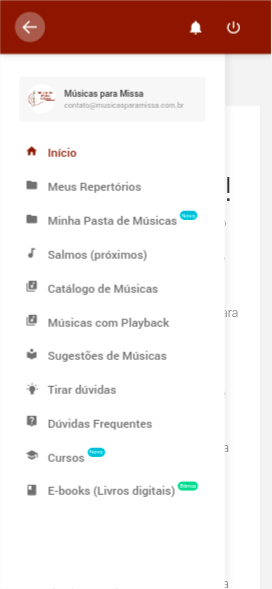 Músicas para Missa
contato@musicasparamissa.com.br
Início
Meus Repertórios
Minha Pasta de Músicas Novo
Salmos (próximos)
Catálogo de Músicas
Músicas com Playback
Sugestões de Músicas
Tirar dúvidas
Dúvidas Frequentes
Cursos Novo
E-books (Livros digitais) Bônus